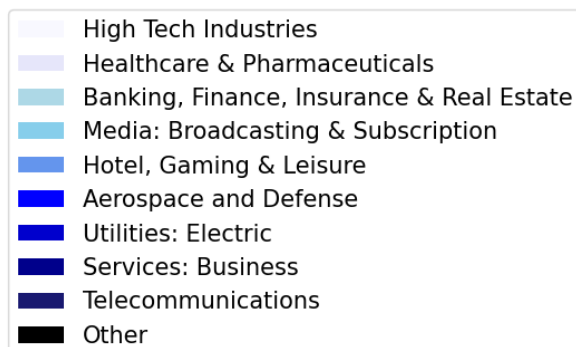 High Tech Industries
Healthcare & Pharmaceuticals
Banking, Finance, Insurance & Real Estate
Media: Broadcasting & Subscription
Hotel, Gaming & Leisure
Aerospace and Defense
Utilities: Electric
Services: Business
Telecommunications
Other